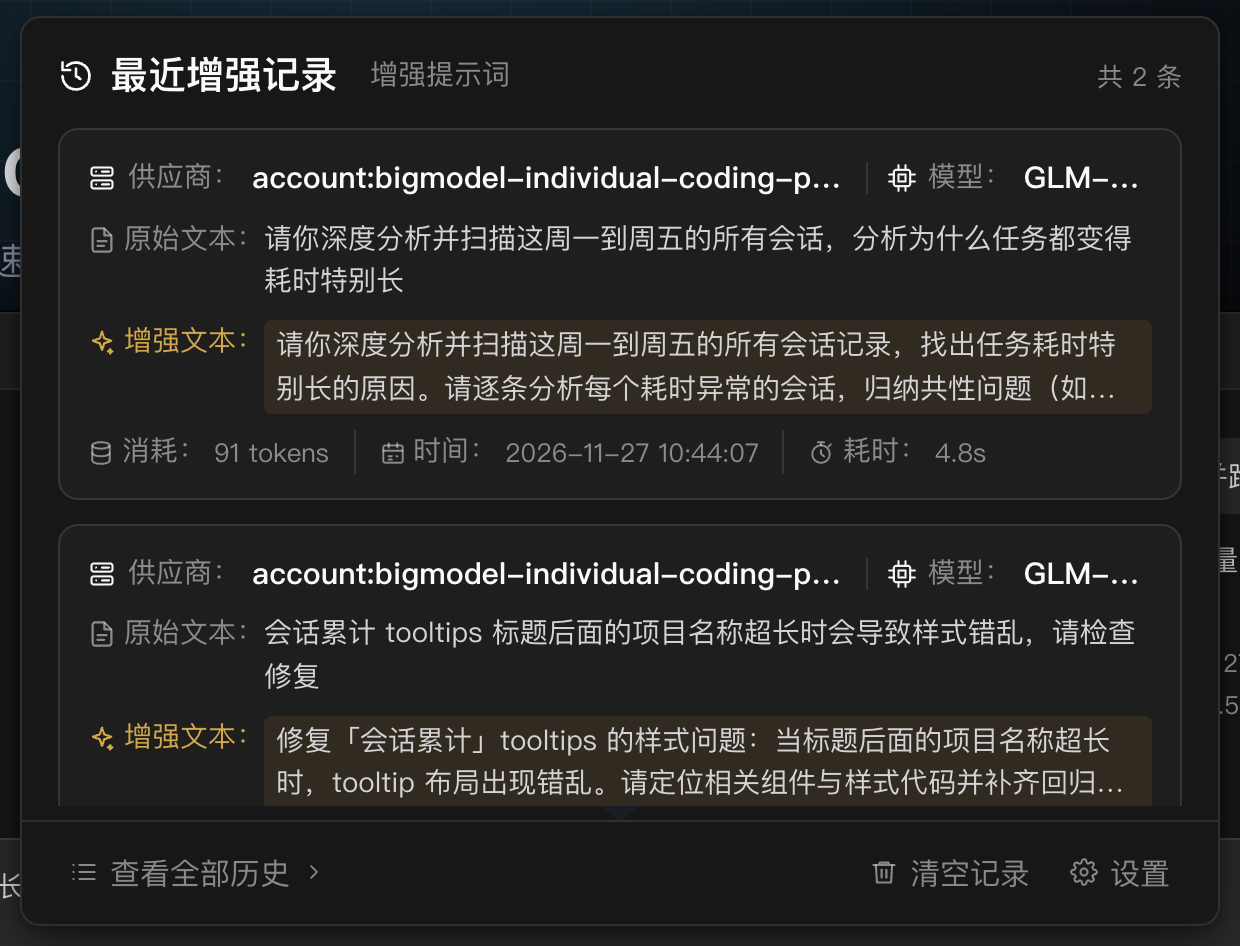 最近增强记录 增强提示词 共 2 条
供应商： account:bigmodel-individual-coding-p... 模型： GLM-...
原始文本： 请你深度分析并扫描这周一到周五的所有会话，分析为什么任务都变得
耗时特别长
增强文本： 请你深度分析并扫描这周一到周五的所有会话记录，找出任务耗时特
别长的原因。请逐条分析每个耗时异常的会话，归纳共性问题（如...
消耗： 91 tokens 时间： 2026-11-27 10:44:07 耗时： 4.8s
供应商： account:bigmodel-individual-coding-p... 模型： GLM-...
原始文本： 会话累计 tooltips 标题后面的项目名称超长时会导致样式错乱，请检查
修复
增强文本： 修复「会话累计」tooltips 的样式问题：当标题后面的项目名称超长
时，tooltip 布局出现错乱。请定位相关组件与样式代码并补齐回归...
量
27
.5
长
查看全部历史 清空记录 设置